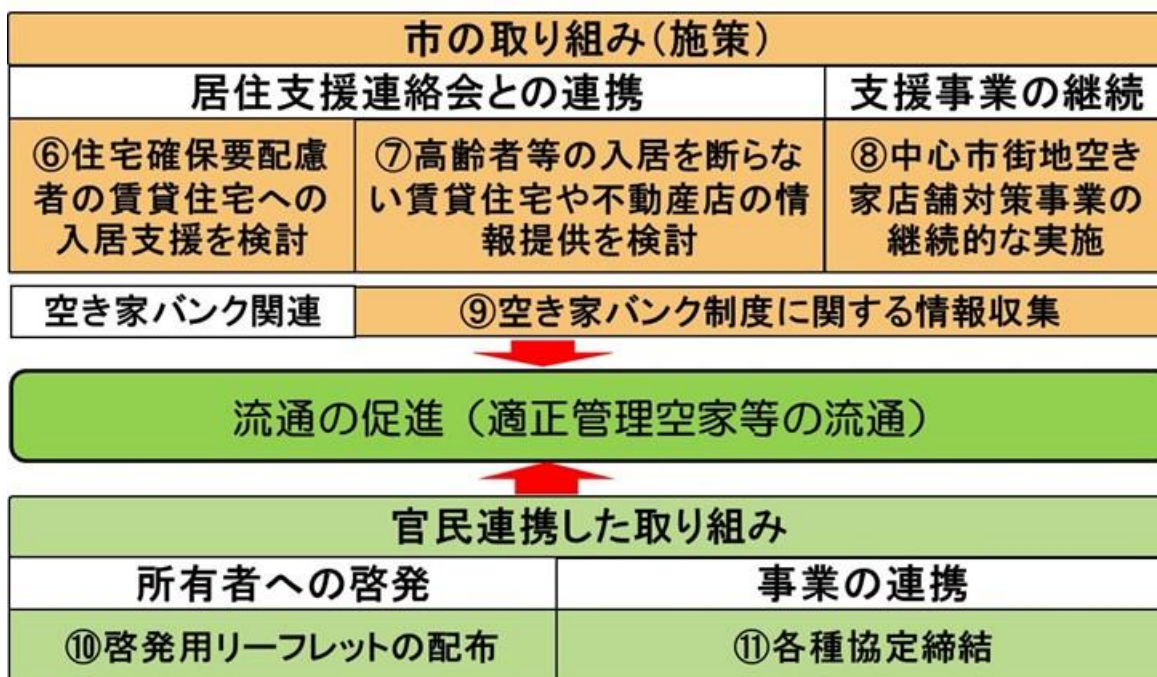 市の取り組み(施策)
居住支援連絡会との連携
支援事業の継続
⑥住宅確保要配慮
者の賃貸住宅への
入居支援を検討
⑦高齢者等の入居を断らな
い賃貸住宅や不動産店の情
報提供を検討
⑧中心市街地空き
家店舗対策事業の
継続的な実施
空き家バンク関連
⑨空き家バンク制度に関する情報収集
流通の促進(適正管理空家等の流通)
官民連携した取り組み
所有者への啓発
事業の連携
⑩啓発用リーフレットの配布
⑪各種協定締結